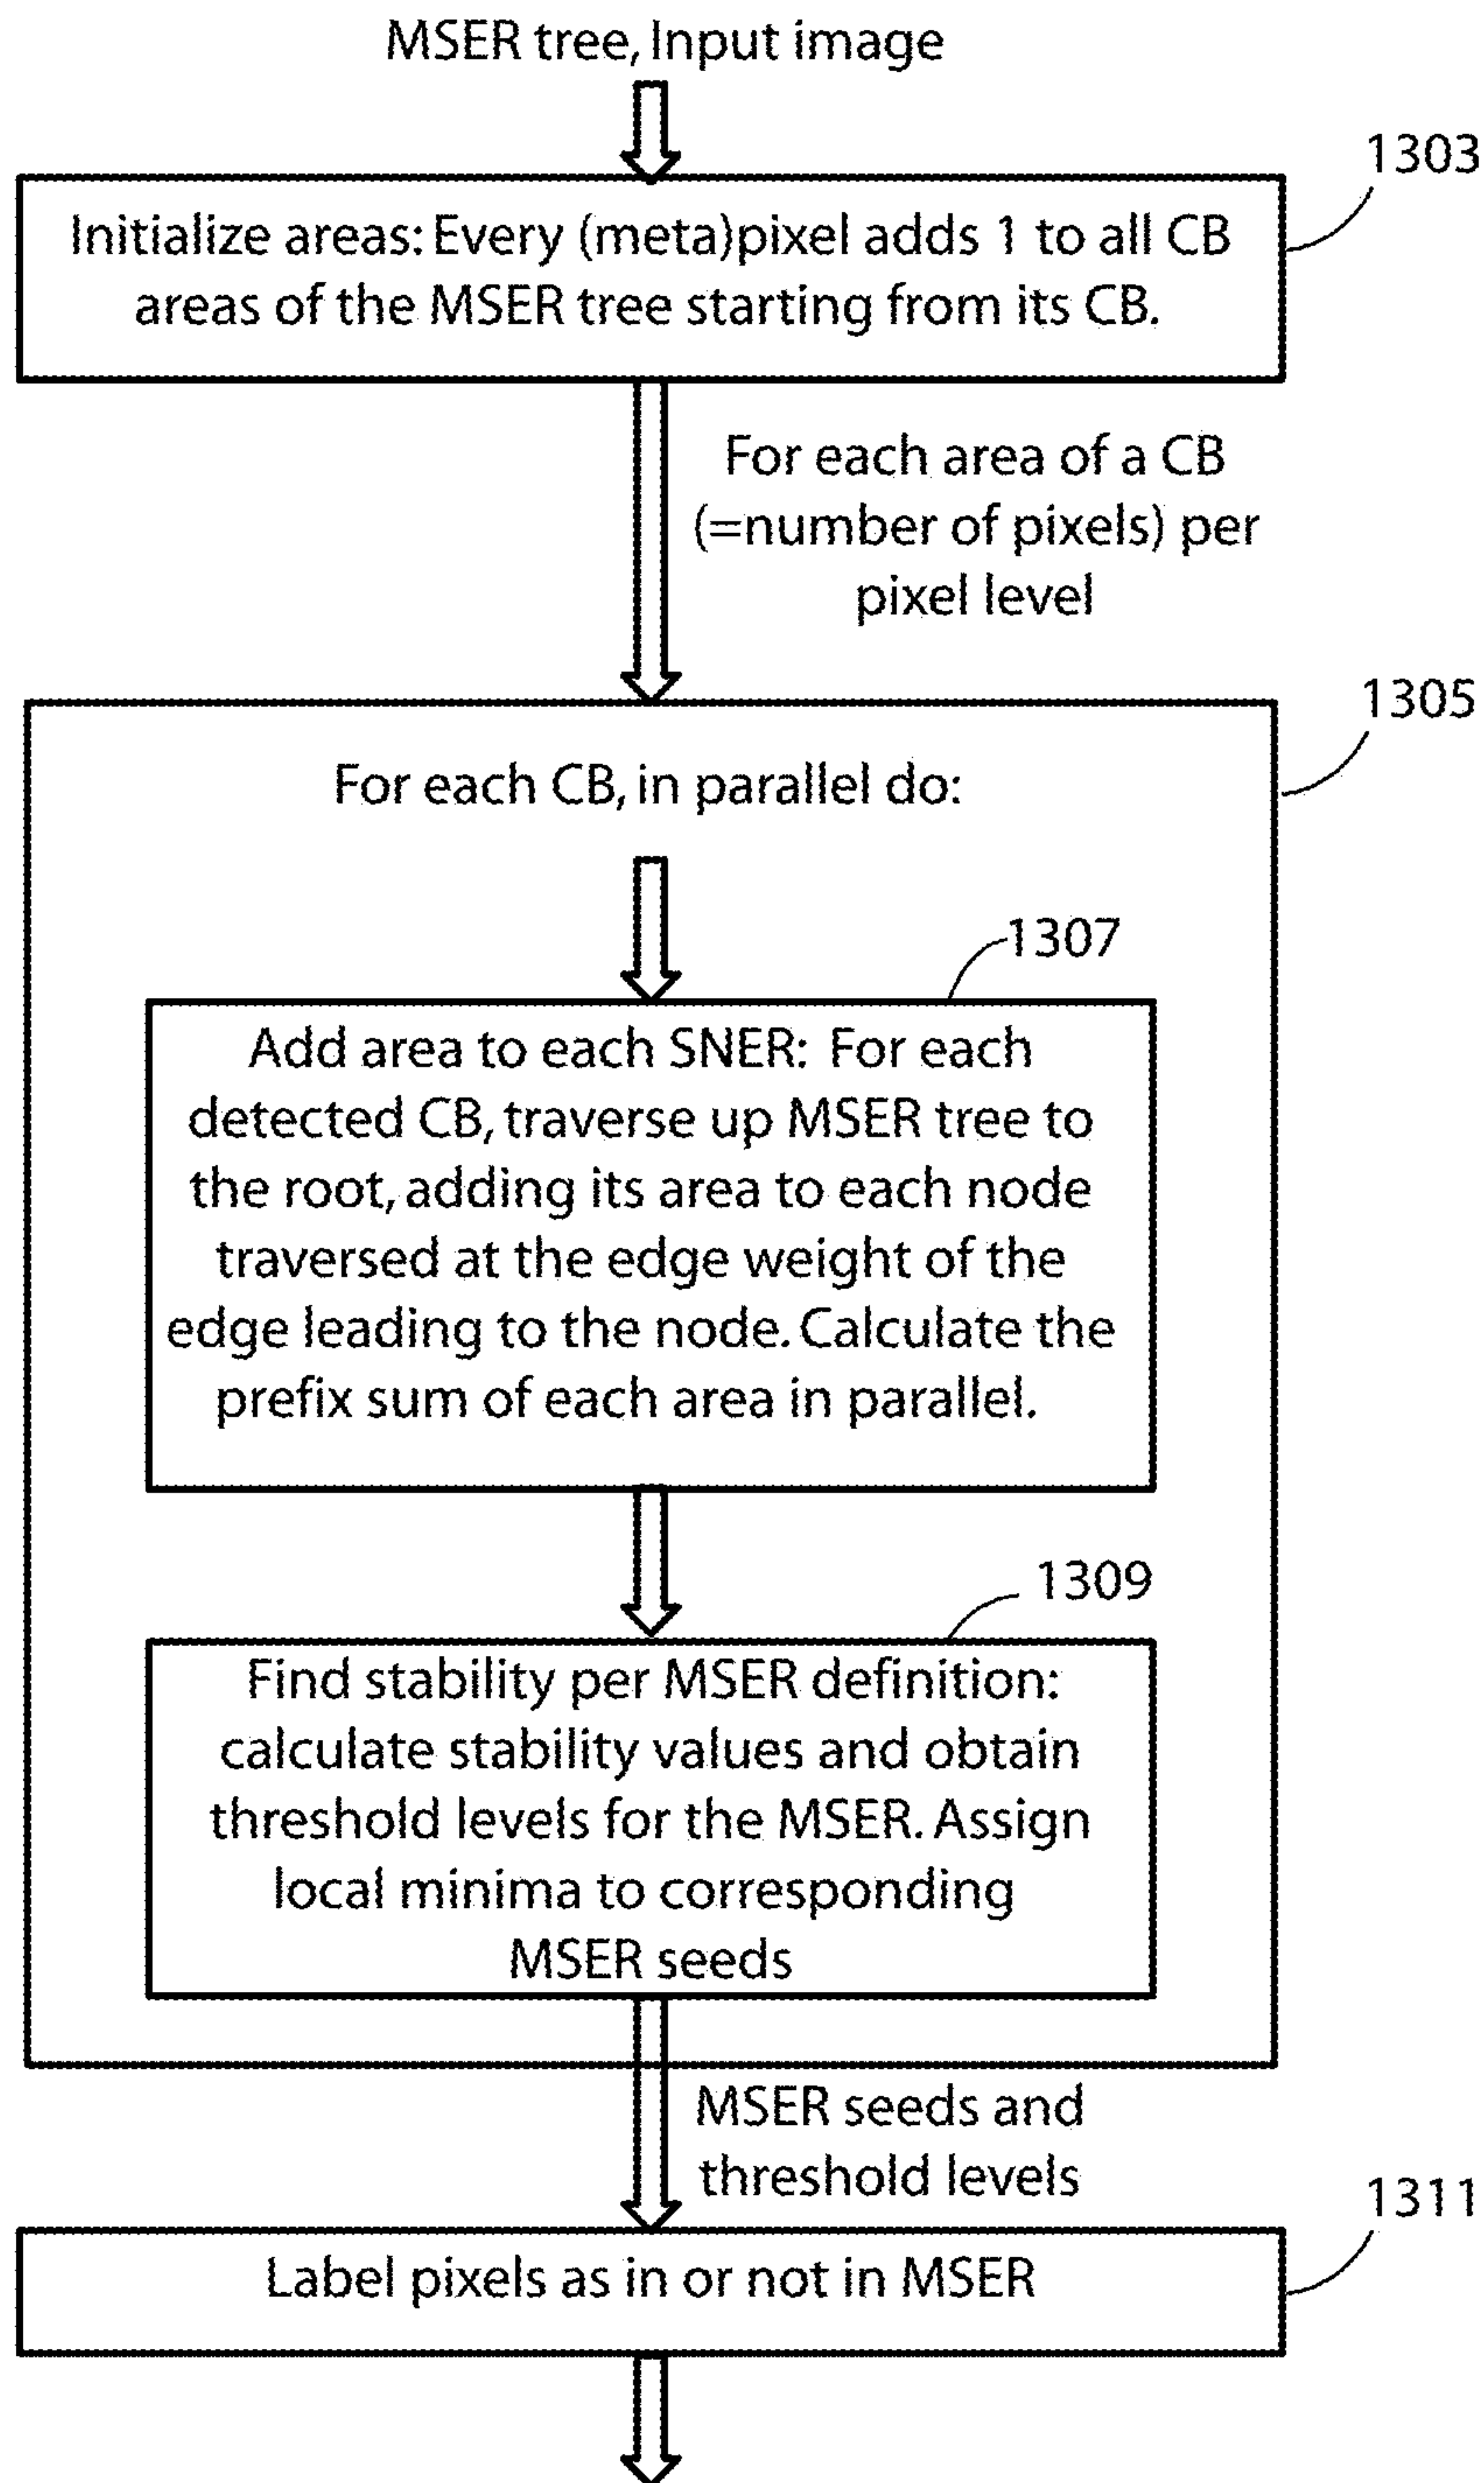 MSER tree, Input image
1303
Initialize areas: Every (meta)pixel adds 1 to all CB
areas of the MSER tree starting from its CB.
For each area of a CB
(=number of pixels) per
pixel level
1305
For each CB, in parallel do:
1307
Add area to each SNER: For each
detected CB, traverse up MSER tree to
the root, adding its area to each node
traversed at the edge weight of the
edge leading to the node. Calculate the
prefix sum of each area in parallel.
1309
Find stability per MSER definition:
calculate stability values and obtain
threshold levels for the MSER. Assign
local minima to corresponding
MSER seeds
MSER seeds and
threshold levels
1311
Label pixels as in or not in MSER